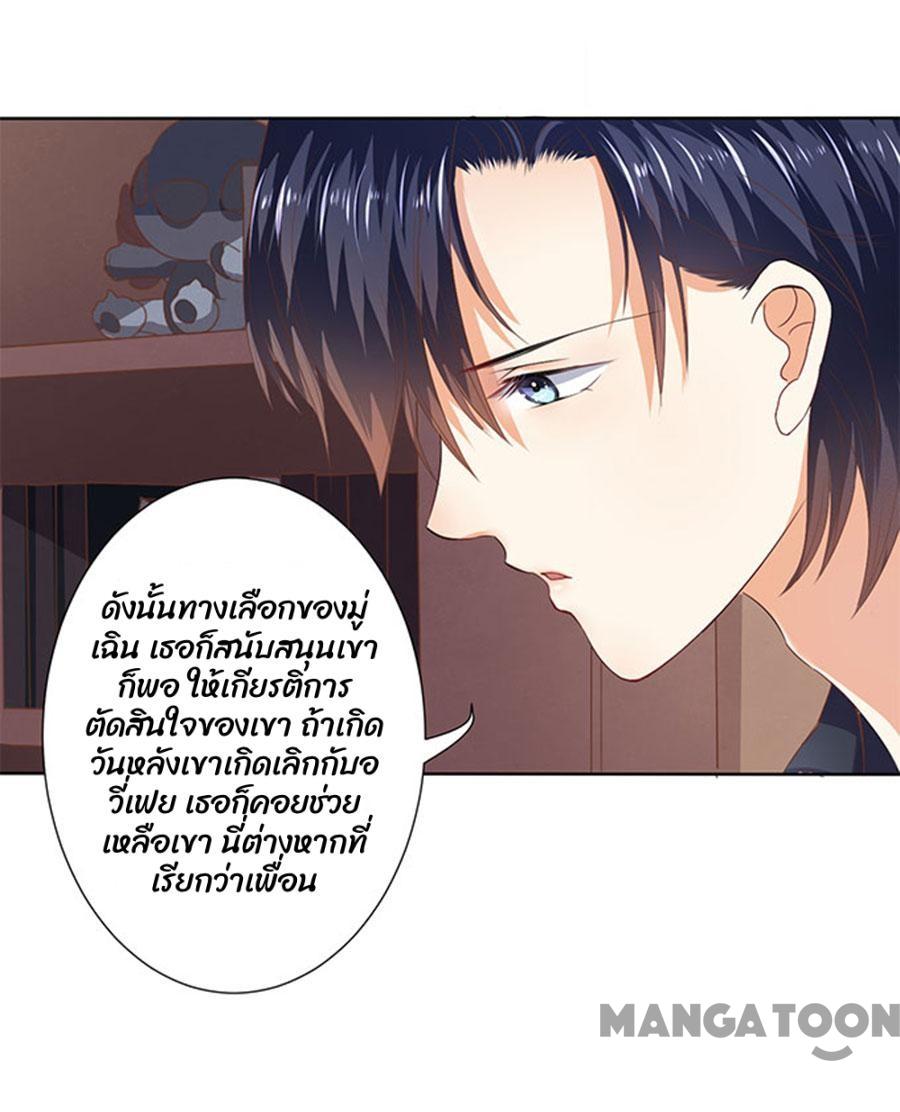 ดังนั้นทางเลือกของมู่
เฉิน เธอก็สนับสนุนเขา
ก็พอ ให้เกียรติการ
ตัดสินใจของเขา ถ้าเกิด
วันหลังเขาเกิดเลิกกับอ
วี่เฟย เธอก็คอยช่วย
เหลือเขา นี่ต่างหากที่
เรียกว่าเพื่อน
MANGATOON